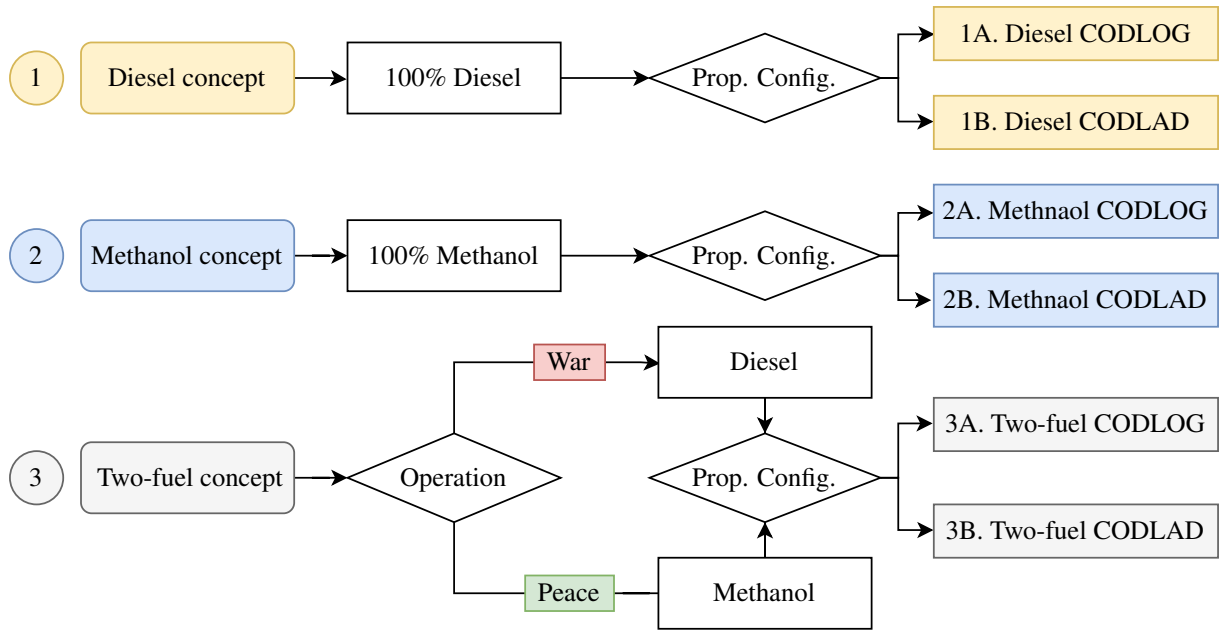 1
Diesel concept
100% Diesel
Prop. Config.
1A. Diesel CODLOG
1B. Diesel CODLAD
2
Methanol concept
100% Methanol
Prop. Config.
2A. Methnaol CODLOG
2B. Methnaol CODLAD
War
Diesel
3
Two-fuel concept
Operation
Prop. Config.
3A. Two-fuel CODLOG
3B. Two-fuel CODLAD
Peace
Methanol